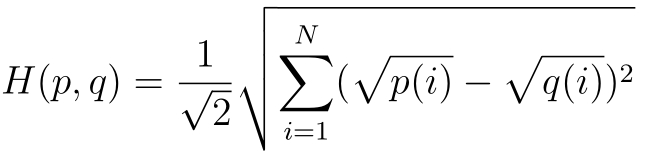 H(p, q) = \frac{1}{\sqrt{2}} \sqrt{\sum_{i=1}^{N} (\sqrt{p(i)} - \sqrt{q(i)})^2}